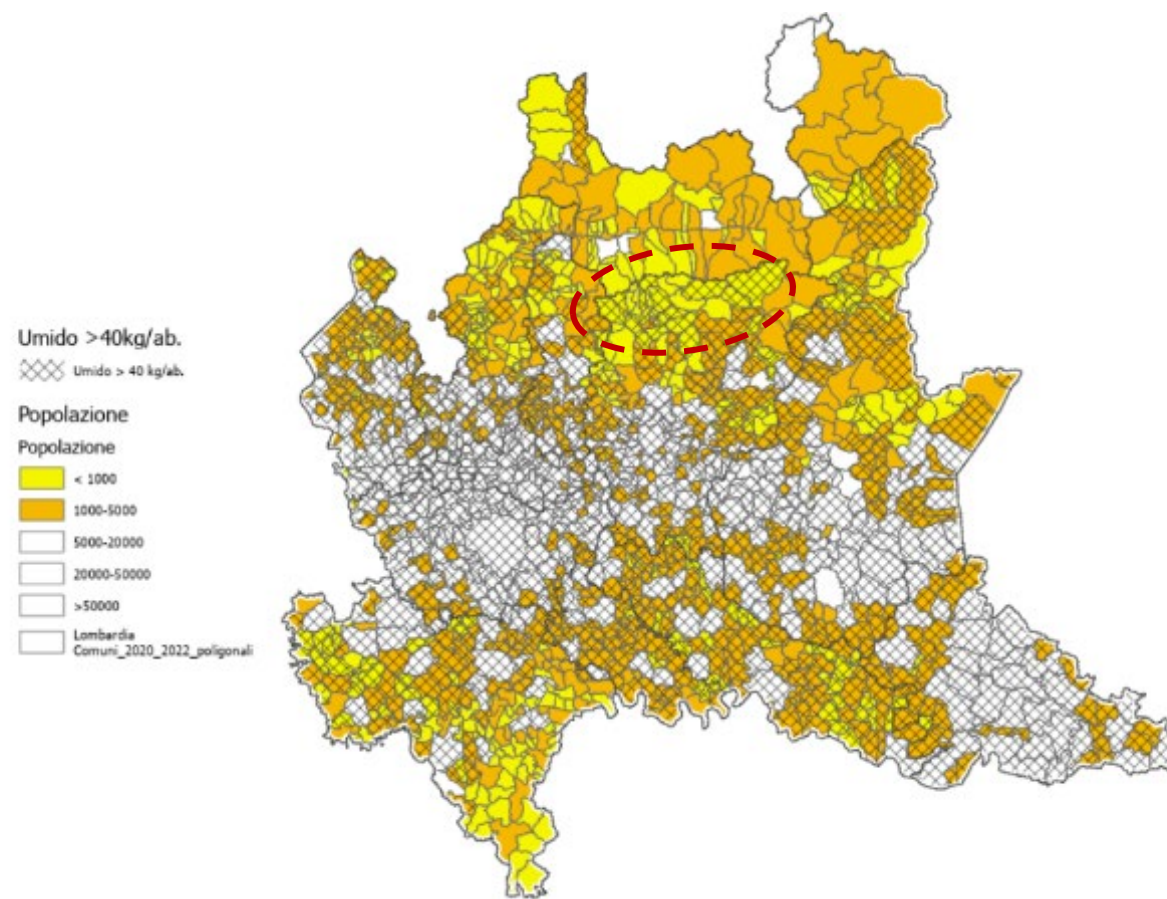 Umido >40kg/ab.
Umido > 40 kg/ab.
Popolazione
Popolazione
< 1000
1000-5000
5000-20000
20000-50000
>50000
Lombardia
Comuni_2020_2022_poligonali